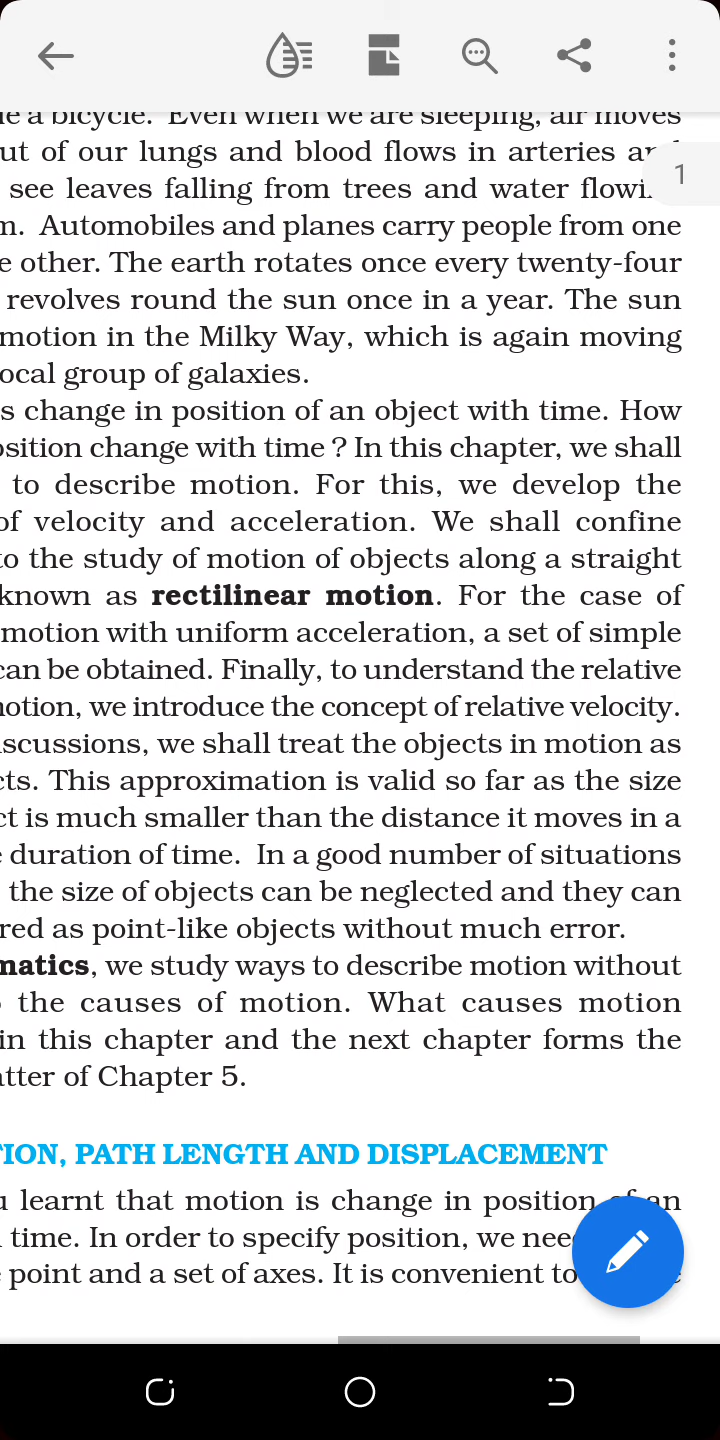 e a bicycle. Even when we are sleeping, air moves
ut of our lungs and blood flows in arteries and
see leaves falling from trees and water flowing
m. Automobiles and planes carry people from one
e other. The earth rotates once every twenty-four
revolves round the sun once in a year. The sun
motion in the Milky Way, which is again moving
ocal group of galaxies.
s change in position of an object with time. How
osition change with time ? In this chapter, we shall
to describe motion. For this, we develop the
of velocity and acceleration. We shall confine
to the study of motion of objects along a straight
known as rectilinear motion. For the case of
motion with uniform acceleration, a set of simple
can be obtained. Finally, to understand the relative
otion, we introduce the concept of relative velocity.
scussions, we shall treat the objects in motion as
cts. This approximation is valid so far as the size
ct is much smaller than the distance it moves in a
e duration of time. In a good number of situations
the size of objects can be neglected and they can
red as point-like objects without much error.
matics, we study ways to describe motion without
the causes of motion. What causes motion
in this chapter and the next chapter forms the
atter of Chapter 5.
TION, PATH LENGTH AND DISPLACEMENT
u learnt that motion is change in position of an
time. In order to specify position, we nee
point and a set of axes. It is convenient to
1